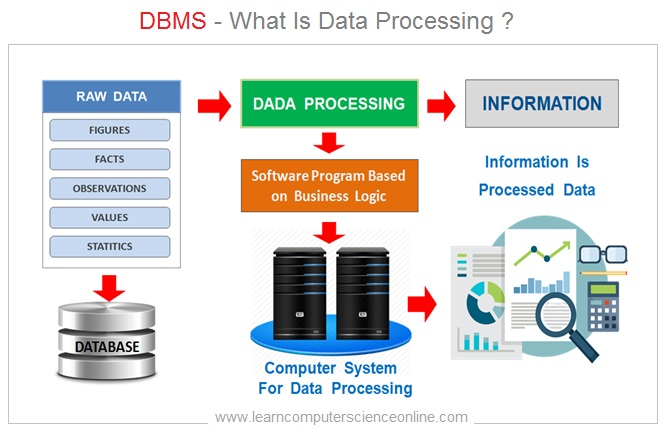 DBMS - What Is Data Processing ?
RAW DATA
FIGURES
FACTS
OBSERVATIONS
VALUES
STATITICS
DATABASE
DADA PROCESSING
Software Program Based
on Business Logic
Computer System
For Data Processing
INFORMATION
Information Is
Processed Data
www.learncomputerscienceonline.com